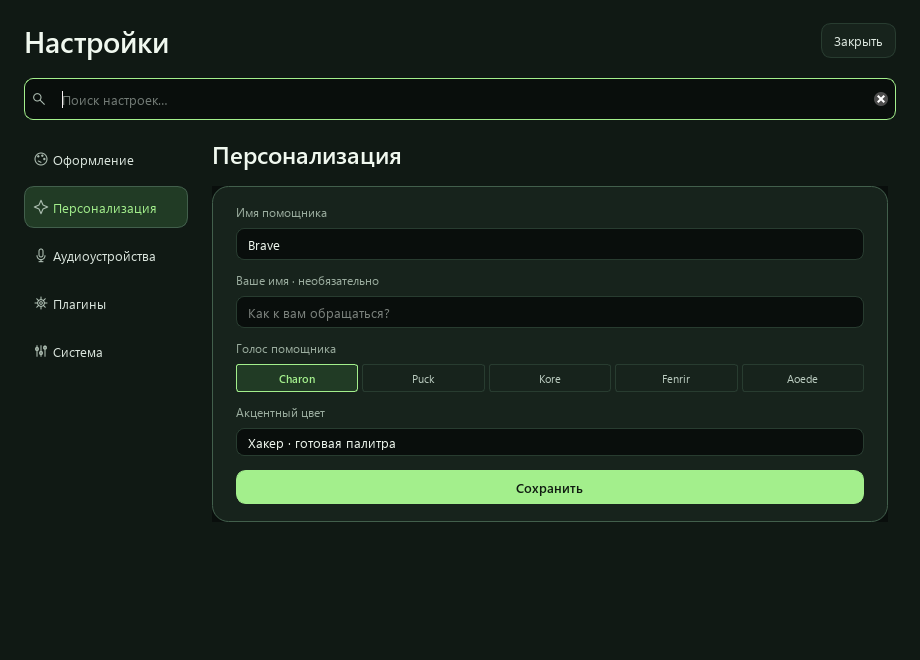 Настройки
Закрыть
Поиск настроек...
Оформление
Персонализация
Аудиоустройства
Плагины
Система
Персонализация
Имя помощника
Brave
Ваше имя · необязательно
Как к вам обращаться?
Голос помощника
Charon Puck Kore Fenrir Aoede
Акцентный цвет
Хакер · готовая палитра
Сохранить